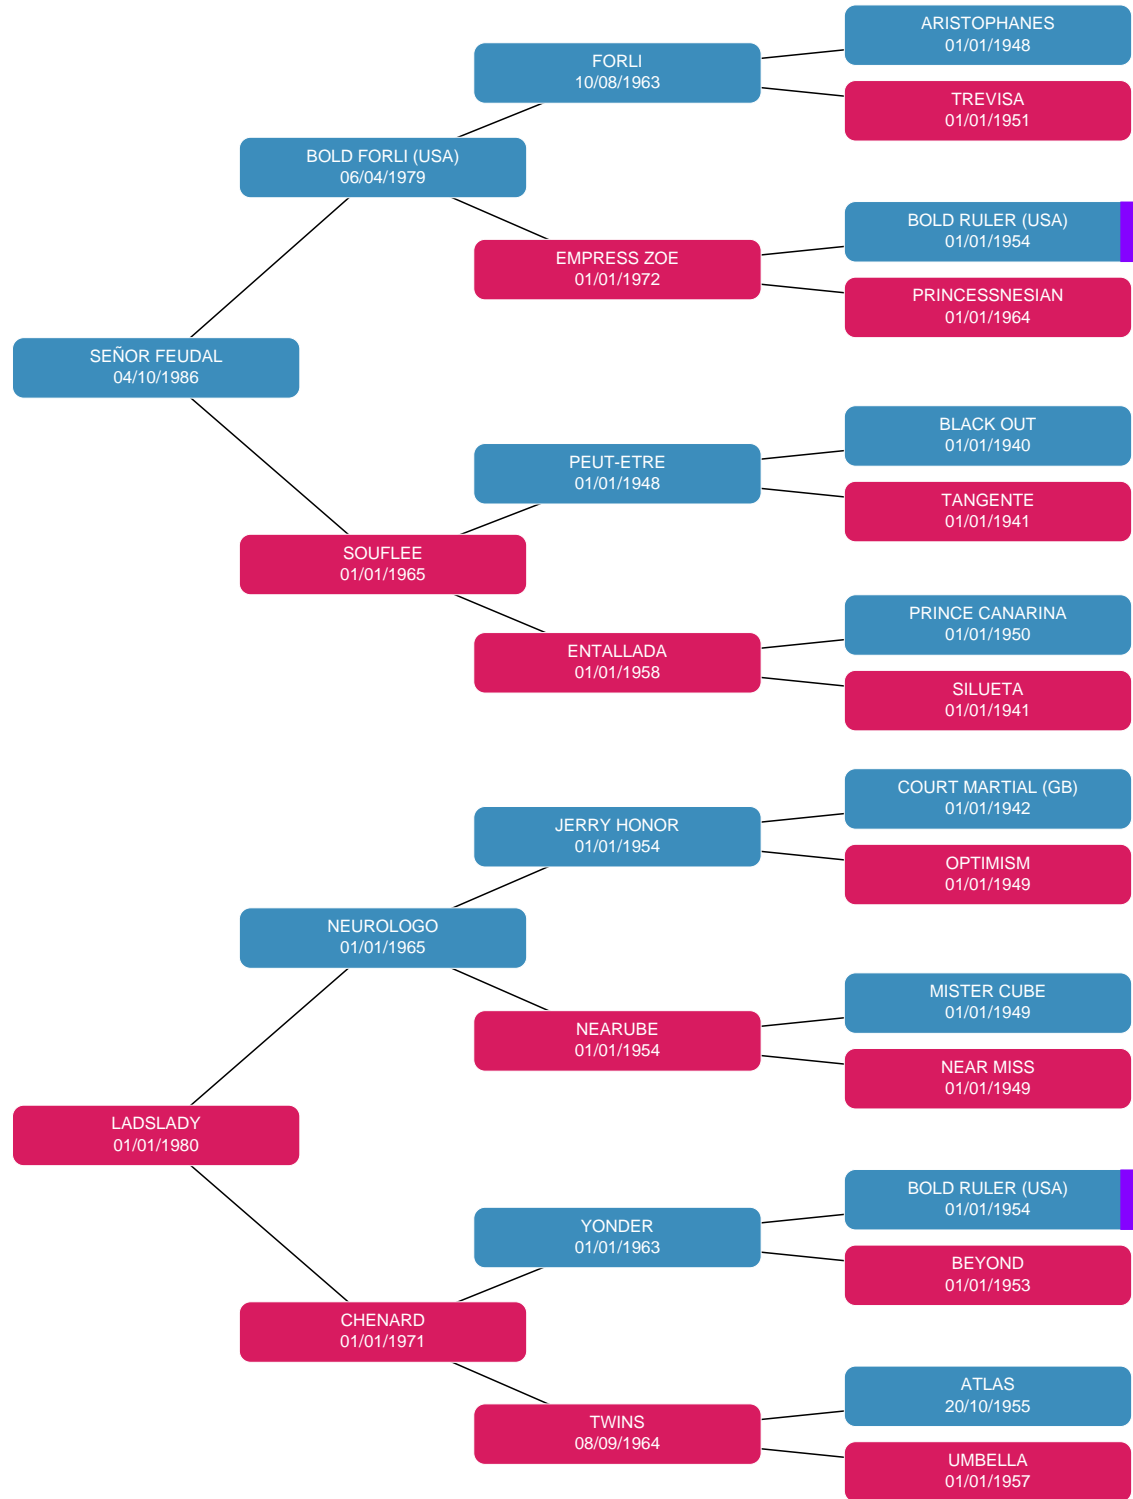 ARISTOPHANES
01/01/1948
FORLI
10/08/1963
TREVISA
01/01/1951
BOLD FORLI (USA)
06/04/1979
BOLD RULER (USA)
01/01/1954
EMPRESS ZOE
01/01/1972
PRINCESSNESIAN
01/01/1964
SEÑOR FEUDAL
04/10/1986
BLACK OUT
01/01/1940
PEUT-ETRE
01/01/1948
TANGENTE
01/01/1941
SOUFLEE
01/01/1965
PRINCE CANARINA
01/01/1950
ENTALLADA
01/01/1958
SILUETA
01/01/1941
COURT MARTIAL (GB)
01/01/1942
JERRY HONOR
01/01/1954
OPTIMISM
01/01/1949
NEUROLOGO
01/01/1965
MISTER CUBE
01/01/1949
NEARUBE
01/01/1954
NEAR MISS
01/01/1949
LADSLADY
01/01/1980
BOLD RULER (USA)
01/01/1954
YONDER
01/01/1963
BEYOND
01/01/1953
CHENARD
01/01/1971
ATLAS
20/10/1955
TWINS
08/09/1964
UMBELLA
01/01/1957